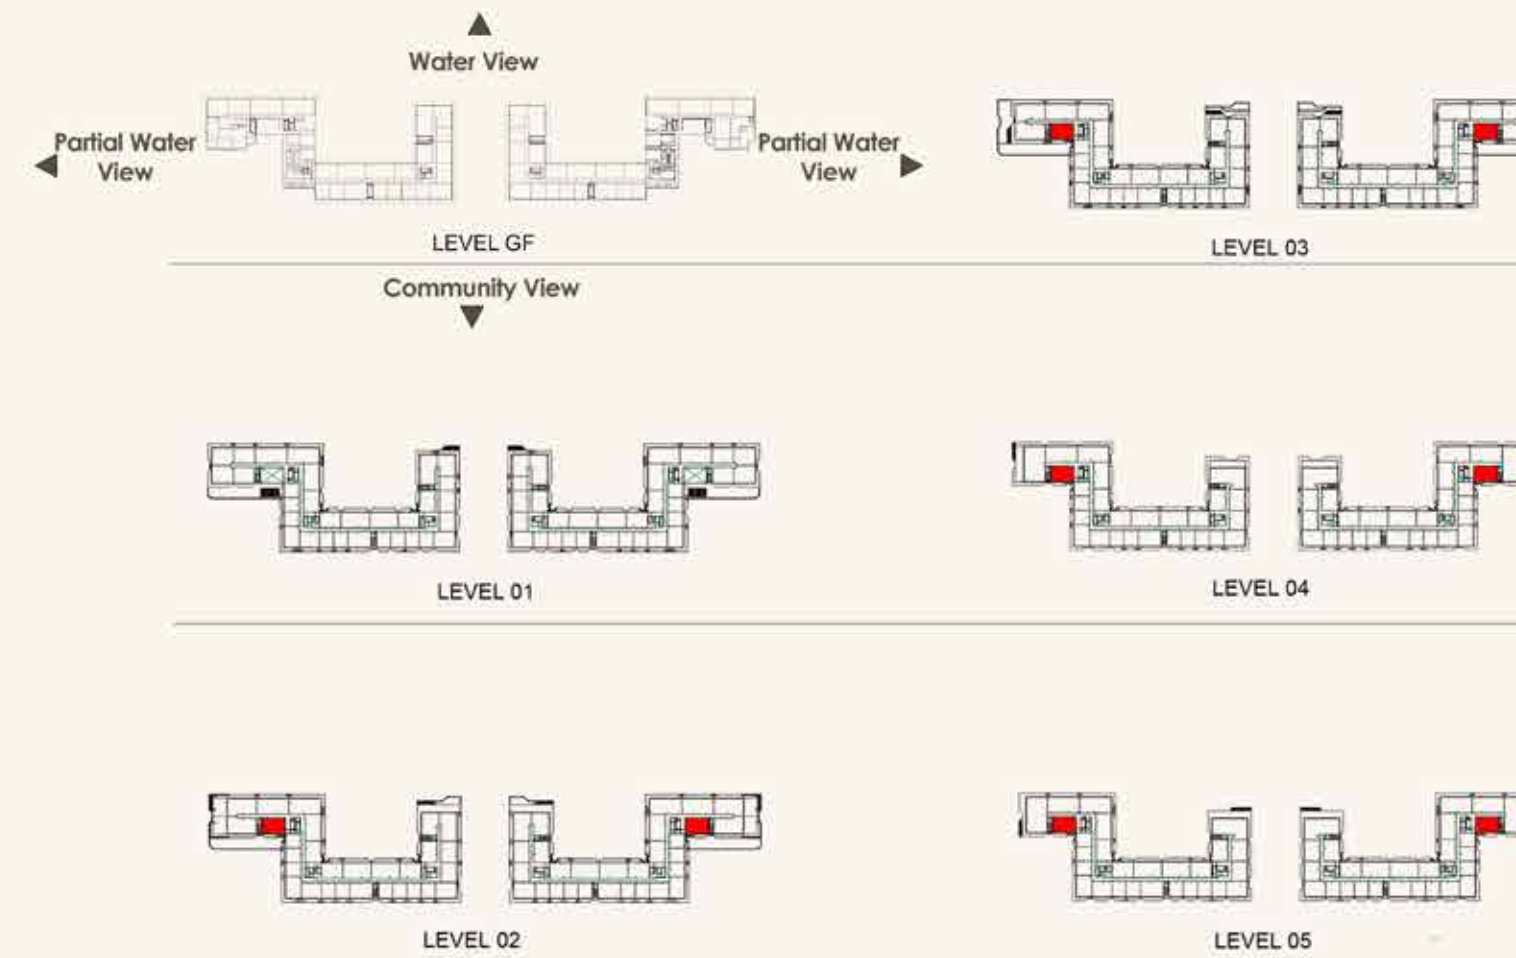 Water View
Partial Water
View
Partial Water
View
LEVEL GF
LEVEL 03
Community View
LEVEL 01
LEVEL 04
LEVEL 02
LEVEL 05